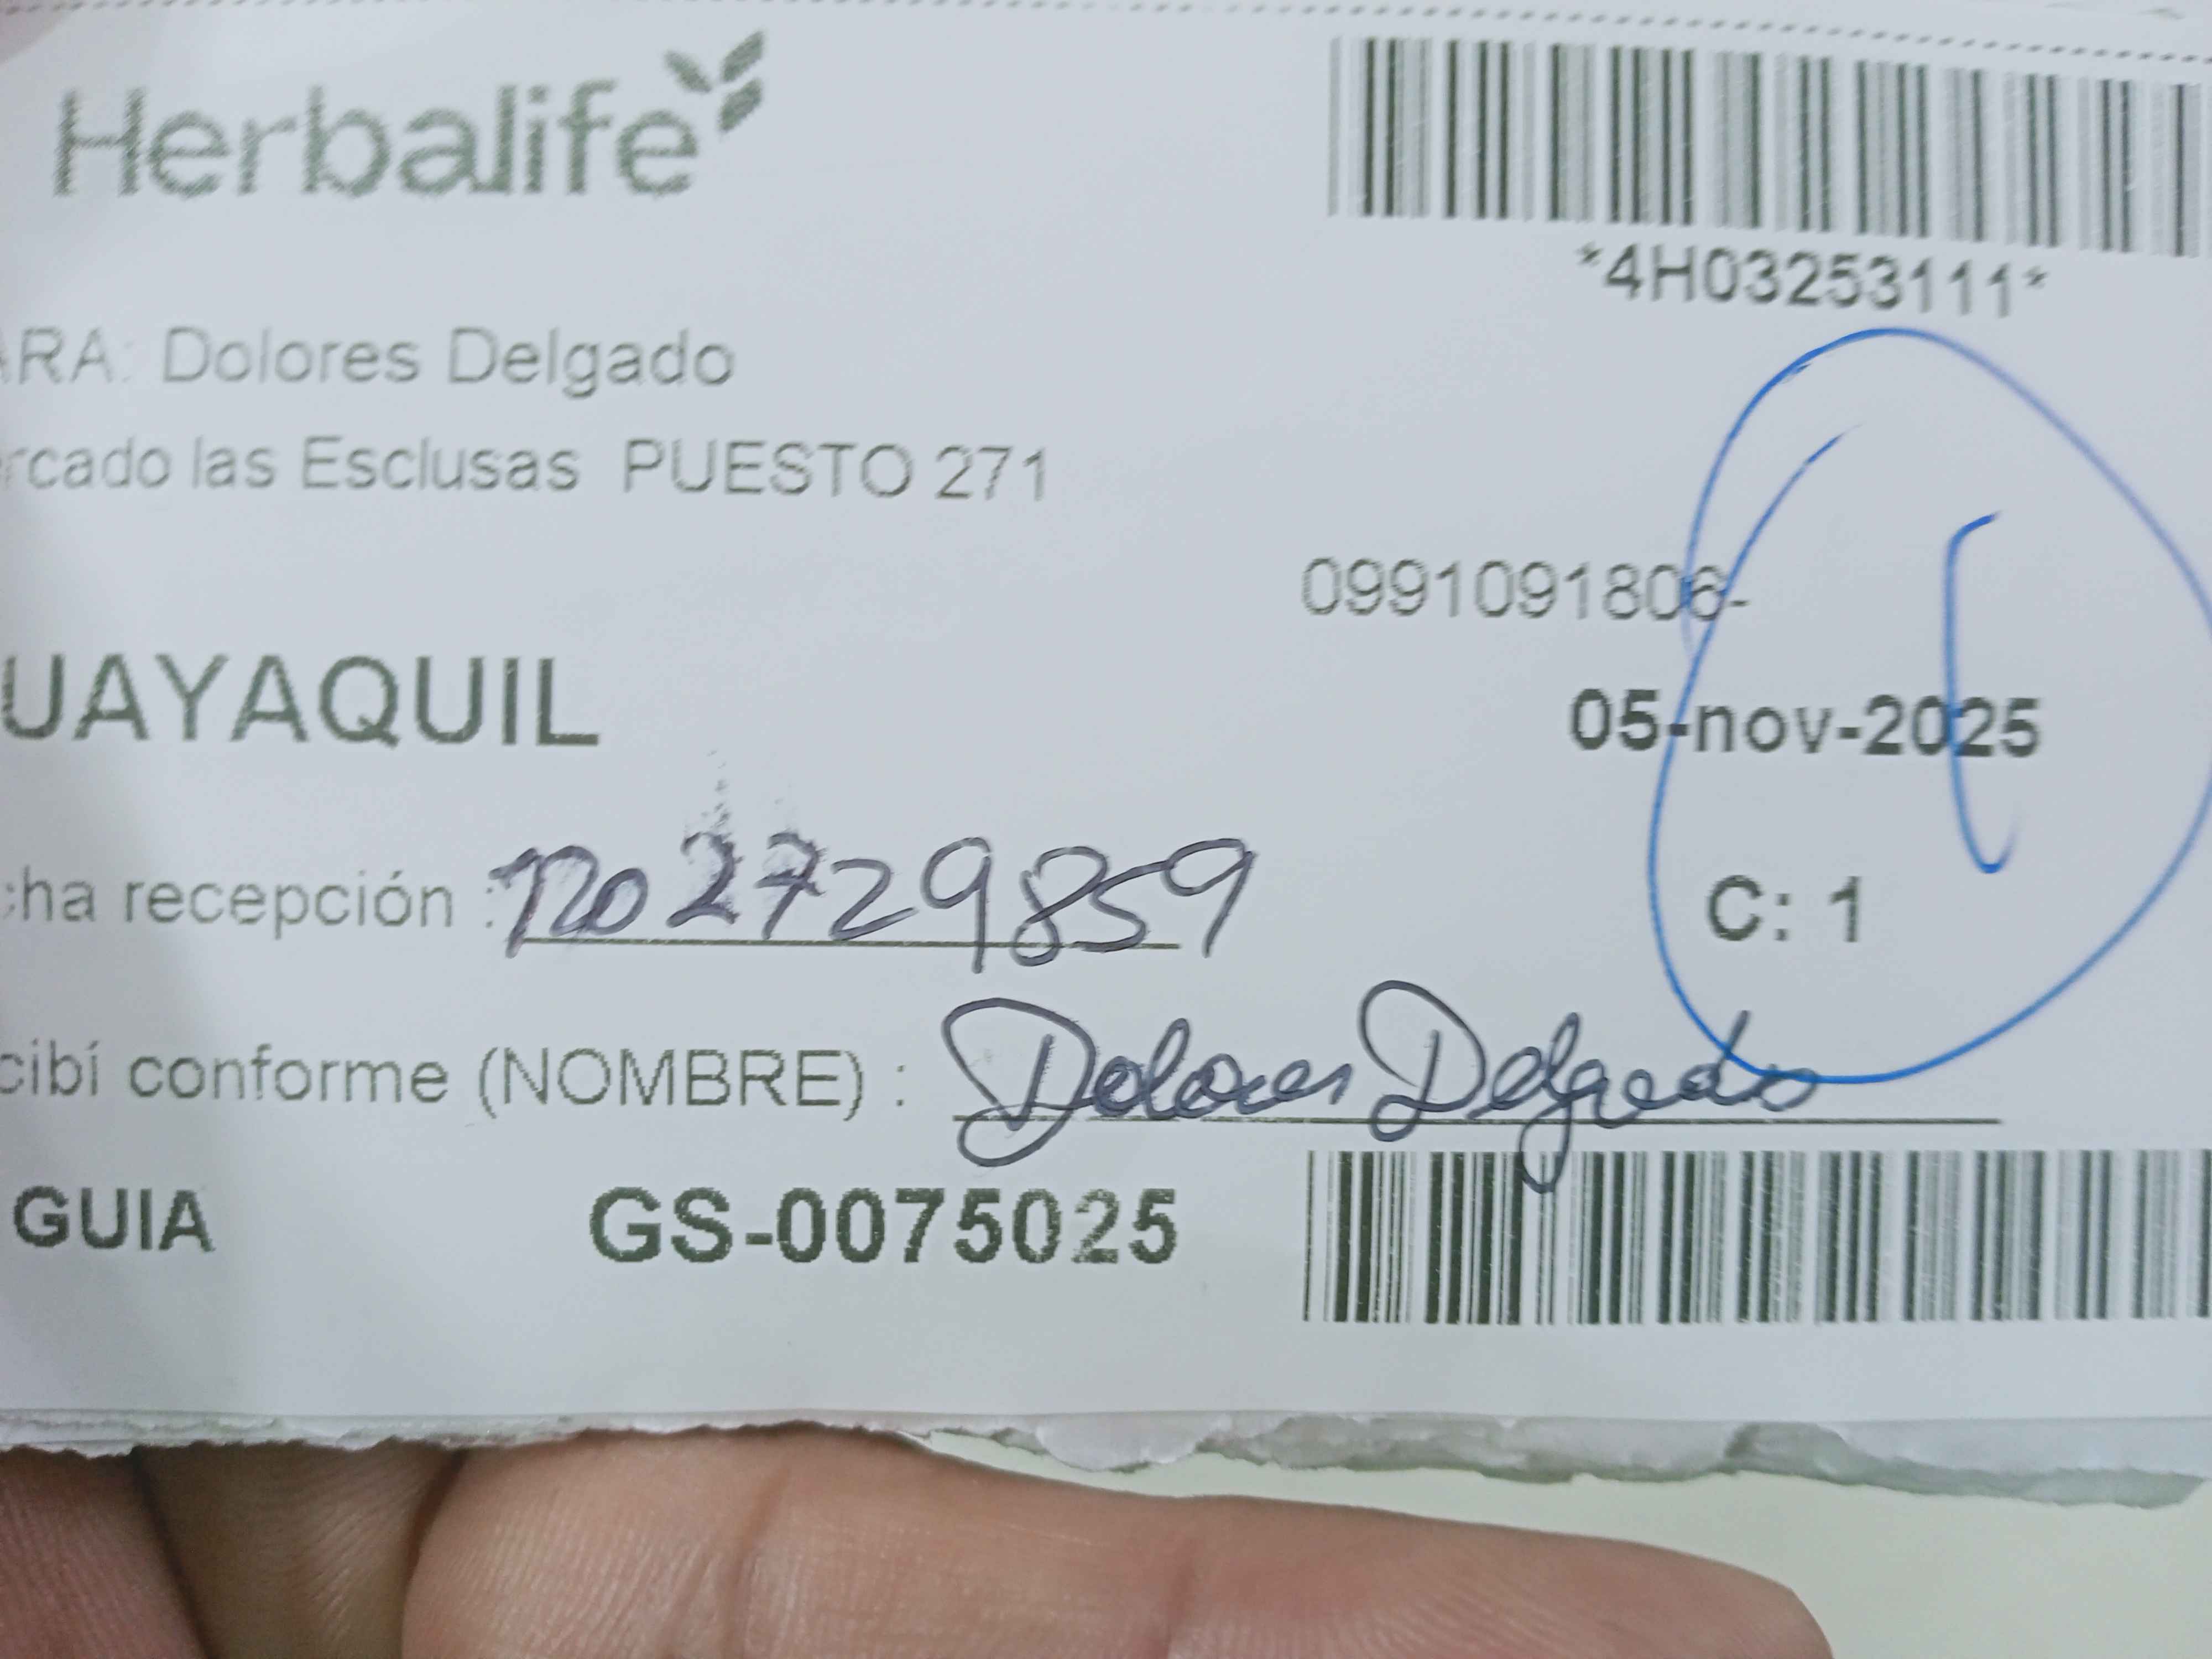 Herbalife
*4H03253111*
ARA: Dolores Delgado
rcado las Esclusas PUESTO 271
0991091806-
UAYAQUIL
05-nov-2025
cha recepción : 1202729859
C: 1
cibí conforme (NOMBRE) : Dolores Delgado
GUIA GS-0075025